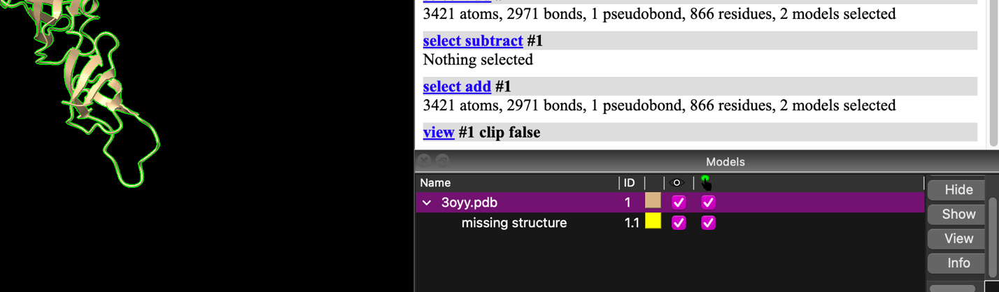 3421 atoms, 2971 bonds, 1 pseudobond, 866 residues, 2 models selected
select subtract #1
Nothing selected
select add #1
3421 atoms, 2971 bonds, 1 pseudobond, 866 residues, 2 models selected
view #1 clip false
Models
Name ID
3oyy.pdb 1
missing structure 1.1
Hide
Show
View
Info